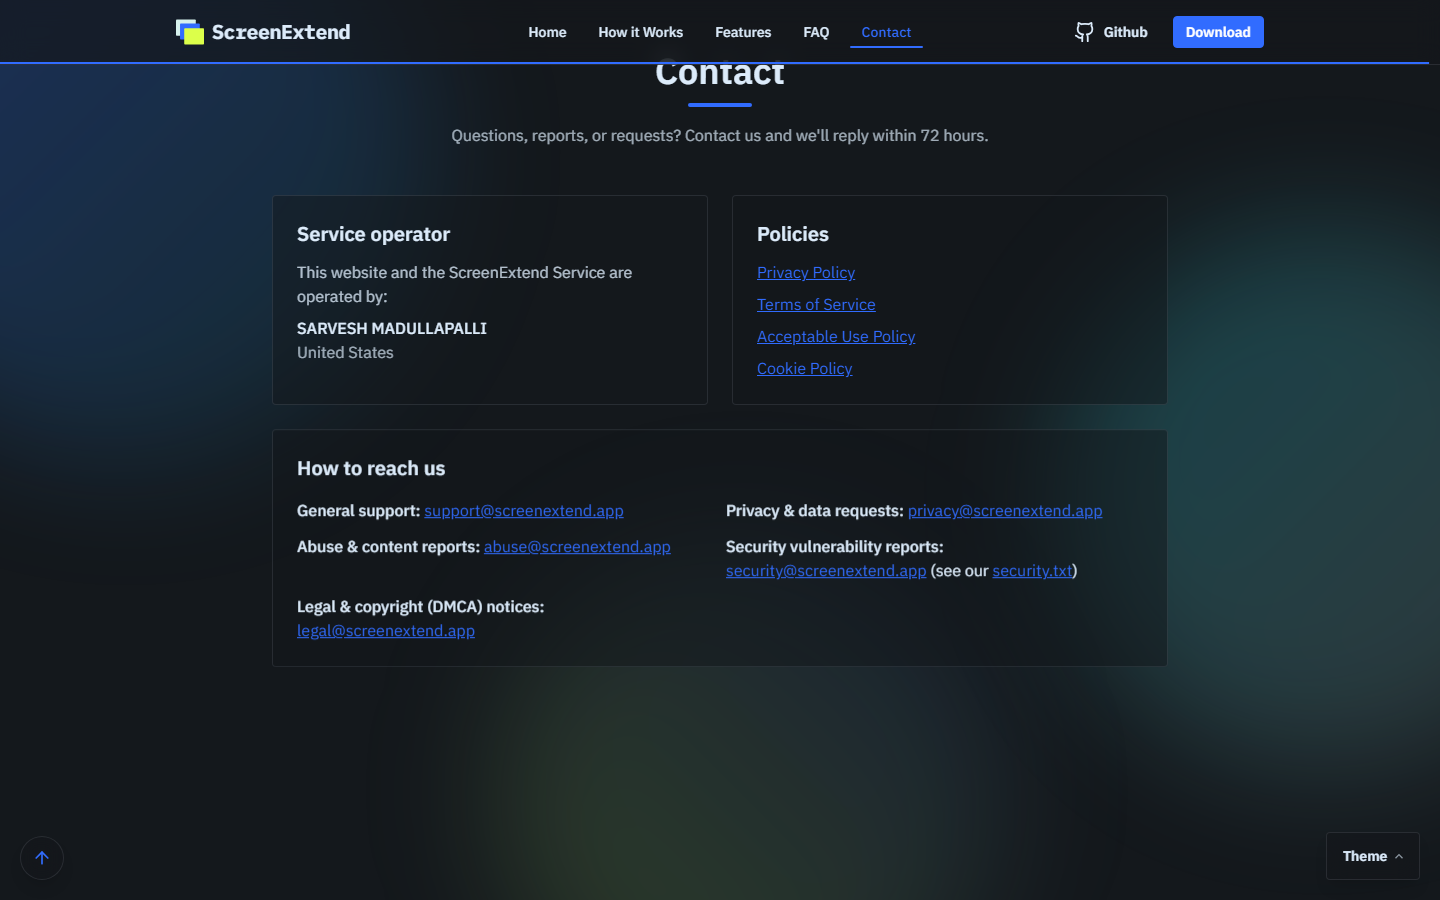 ScreenExtend
Home
How it Works
Features
FAQ
Contact
Github
Download
Contact
Questions, reports, or requests? Contact us and we'll reply within 72 hours.
Service operator
This website and the ScreenExtend Service are
operated by:
SARVESH MADULLAPALLI
United States
Policies
Privacy Policy
Terms of Service
Acceptable Use Policy
Cookie Policy
How to reach us
General support: support@screenextend.app
Privacy & data requests: privacy@screenextend.app
Abuse & content reports: abuse@screenextend.app
Security vulnerability reports:
security@screenextend.app (see our security.txt)
Legal & copyright (DMCA) notices:
legal@screenextend.app
Theme